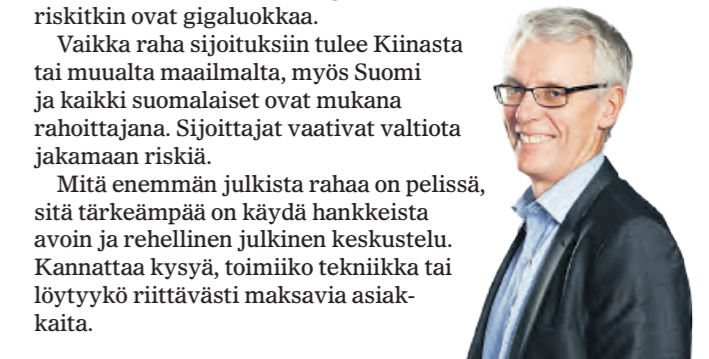 riskitkin ovat gigaluokkaa.
Vaikka raha sijoituksiin tulee Kiinasta
tai muualta maailmalta, myös Suomi
ja kaikki suomalaiset ovat mukana
rahoittajana. Sijoittajat vaativat valtiota
jakamaan riskiä.
Mitä enemmän julkista rahaa on pelissä,
sitä tärkeämpää on käydä hankkeista
avoin ja rehellinen julkinen keskustelu.
Kannattaa kysyä, toimiiko tekniikka tai
löytyykö riittävästi maksavia asiak-
kaita.